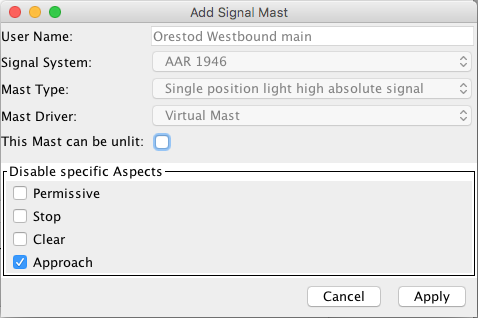 Add Signal Mast
User Name: Orestod Westbound main
Signal System: AAR 1946
Mast Type: Single position light high absolute signal
Mast Driver: Virtual Mast
This Mast can be unlit:
Disable specific Aspects
Permissive
Stop
Clear
Approach
Cancel Apply